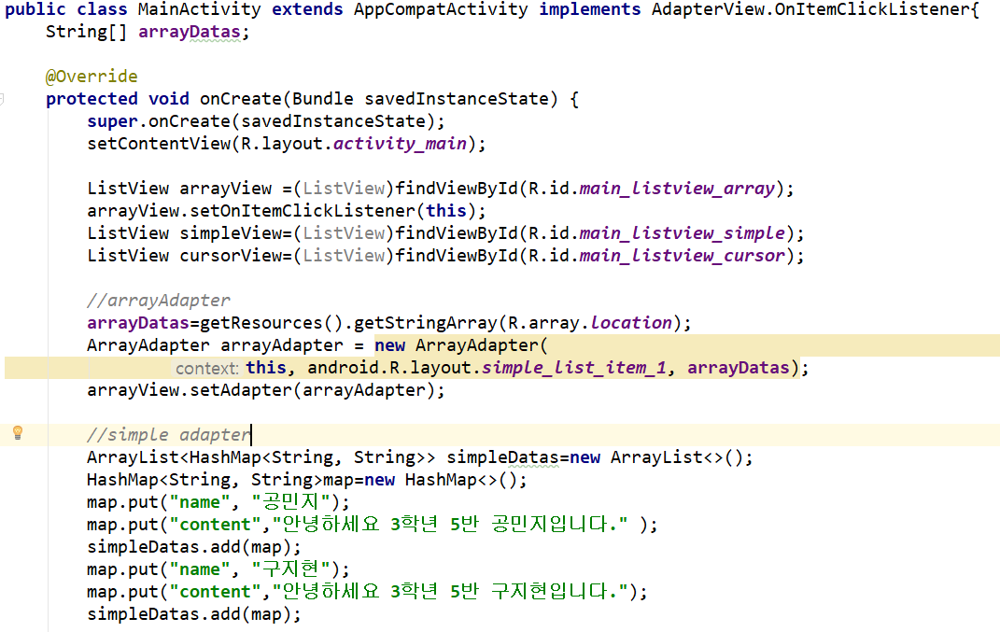 public class MainActivity extends AppCompatActivity implements AdapterView.OnItemClickListener{
String[] arrayDatas;
@Override
protected void onCreate(Bundle savedInstanceState) {
super.onCreate(savedInstanceState);
setContentView(R.layout.activity_main);
ListView arrayView =(ListView)findViewById(R.id.main_listview_array);
arrayView.setOnItemClickListener(this);
ListView simpleView=(ListView)findViewById(R.id.main_listview_simple);
ListView cursorView=(ListView)findViewById(R.id.main_listview_cursor);
//arrayAdapter
arrayDatas=getResources().getStringArray(R.array.location);
ArrayAdapter arrayAdapter = new ArrayAdapter(
context: this, android.R.layout.simple_list_item_1, arrayDatas);
arrayView.setAdapter(arrayAdapter);
//simple adapter
ArrayList<HashMap<String, String>> simpleDatas=new ArrayList<>();
HashMap<String, String>map=new HashMap<>();
map.put("name", "공민지");
map.put("content","안녕하세요 3학년 5반 공민지입니다." );
simpleDatas.add(map);
map.put("name", "구지현");
map.put("content","안녕하세요 3학년 5반 구지현입니다.");
simpleDatas.add(map);